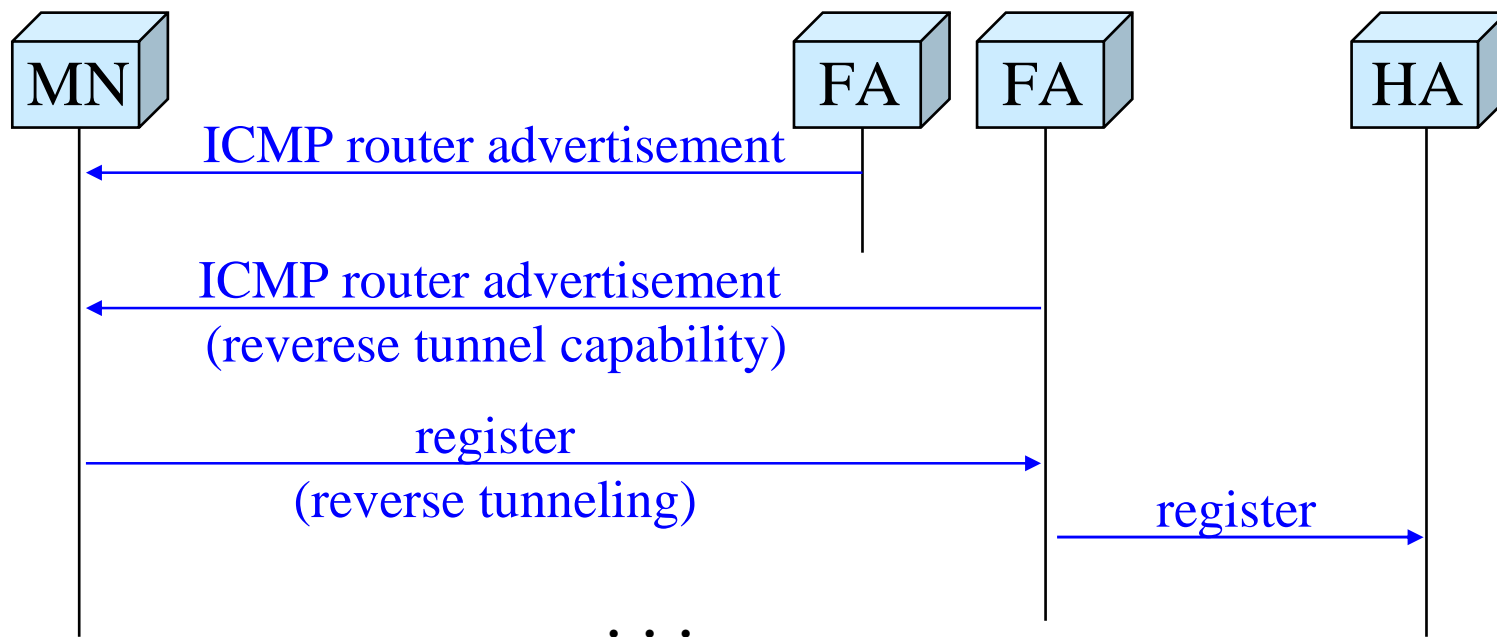 MN
FA
FA
HA
ICMP router advertisement
ICMP router advertisement
(reverese tunnel capability)
register
(reverse tunneling)
register
. . .